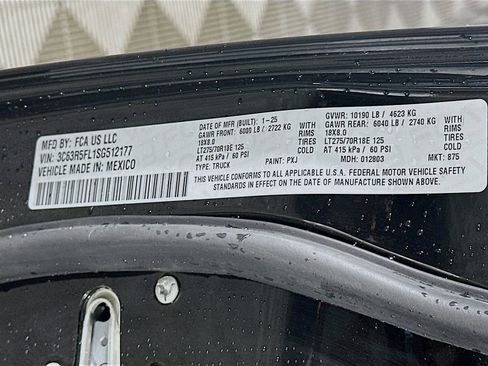 MFD BY: FCA US LLC
VIN: 3C63R5FL1SG512177
VEHICLE MADE IN: MEXICO
DATE OF MFR (BUILT): 1-25
GAWR FRONT: 6000 LB / 2722 KG WITH
18X8.0 RIMS
LT275/70R18E 125 TIRES
AT 415 kPa / 60 PSI COLD
PAINT: PXJ
TYPE: TRUCK
GVWR: 10190 LB / 4623 KG
GAWR REAR: 6040 LB / 2740 KG WITH
18X8.0 RIMS
LT275/70R18E 125 TIRES
AT 415 kPa / 60 PSI COLD
MDH: 012803 MKT: 875
THIS VEHICLE CONFORMS TO ALL APPLICABLE U.S.A. FEDERAL MOTOR VEHICLE SAFETY
STANDARDS IN EFFECT ON THE DATE OF MANUFACTURE SHOWN ABOVE.